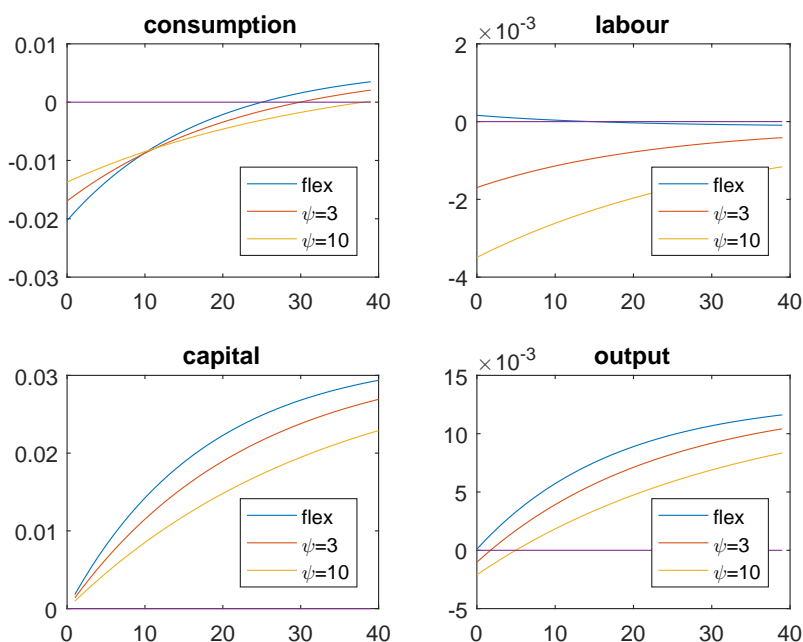 consumption
0.01
0
-0.01
-0.02
-0.03
0 10 20 30 40
flex
ψ=3
ψ=10
labour
×10-3
2
0
-2
-4
0 10 20 30 40
flex
ψ=3
ψ=10
capital
0.03
0.02
0.01
0
0 10 20 30 40
flex
ψ=3
ψ=10
output
×10-3
15
10
5
0
-5
0 10 20 30 40
flex
ψ=3
ψ=10